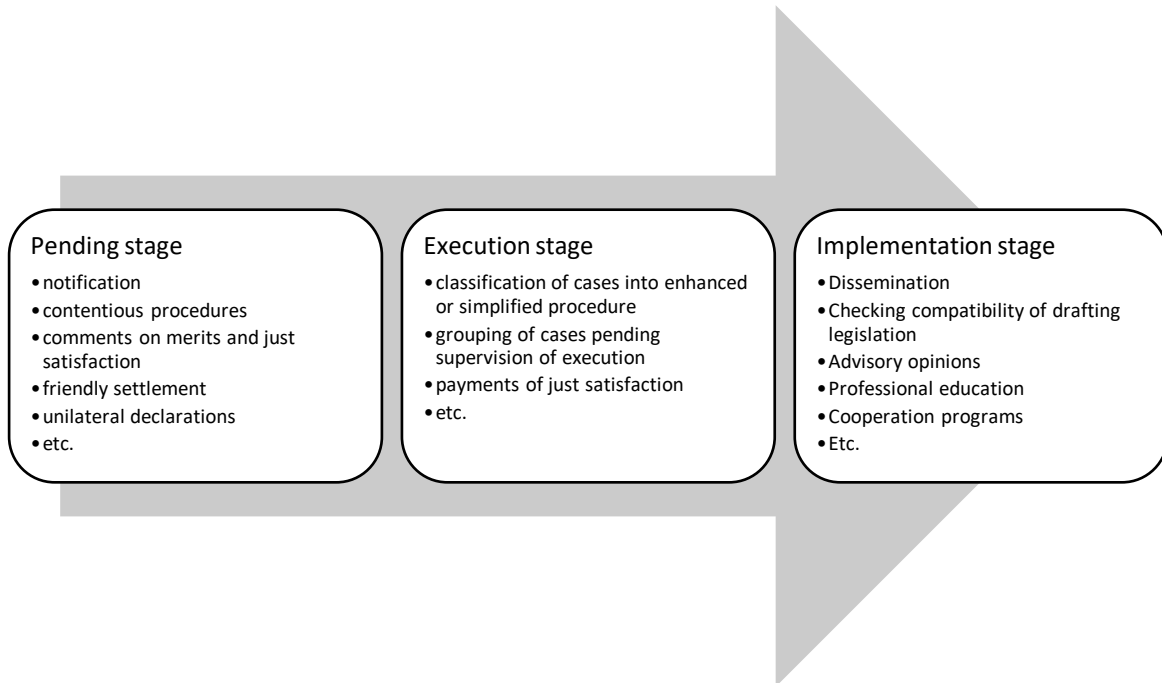 Pending stage
•notification
•contentious procedures
•comments on merits and just
satisfaction
•friendly settlement
•unilateral declarations
•etc.
Execution stage
•classification of cases into enhanced
or simplified procedure
•grouping of cases pending
supervision of execution
•payments of just satisfaction
•etc.
Implementation stage
•Dissemination
•Checking compatibility of drafting
legislation
•Advisory opinions
•Professional education
•Cooperation programs
•Etc.